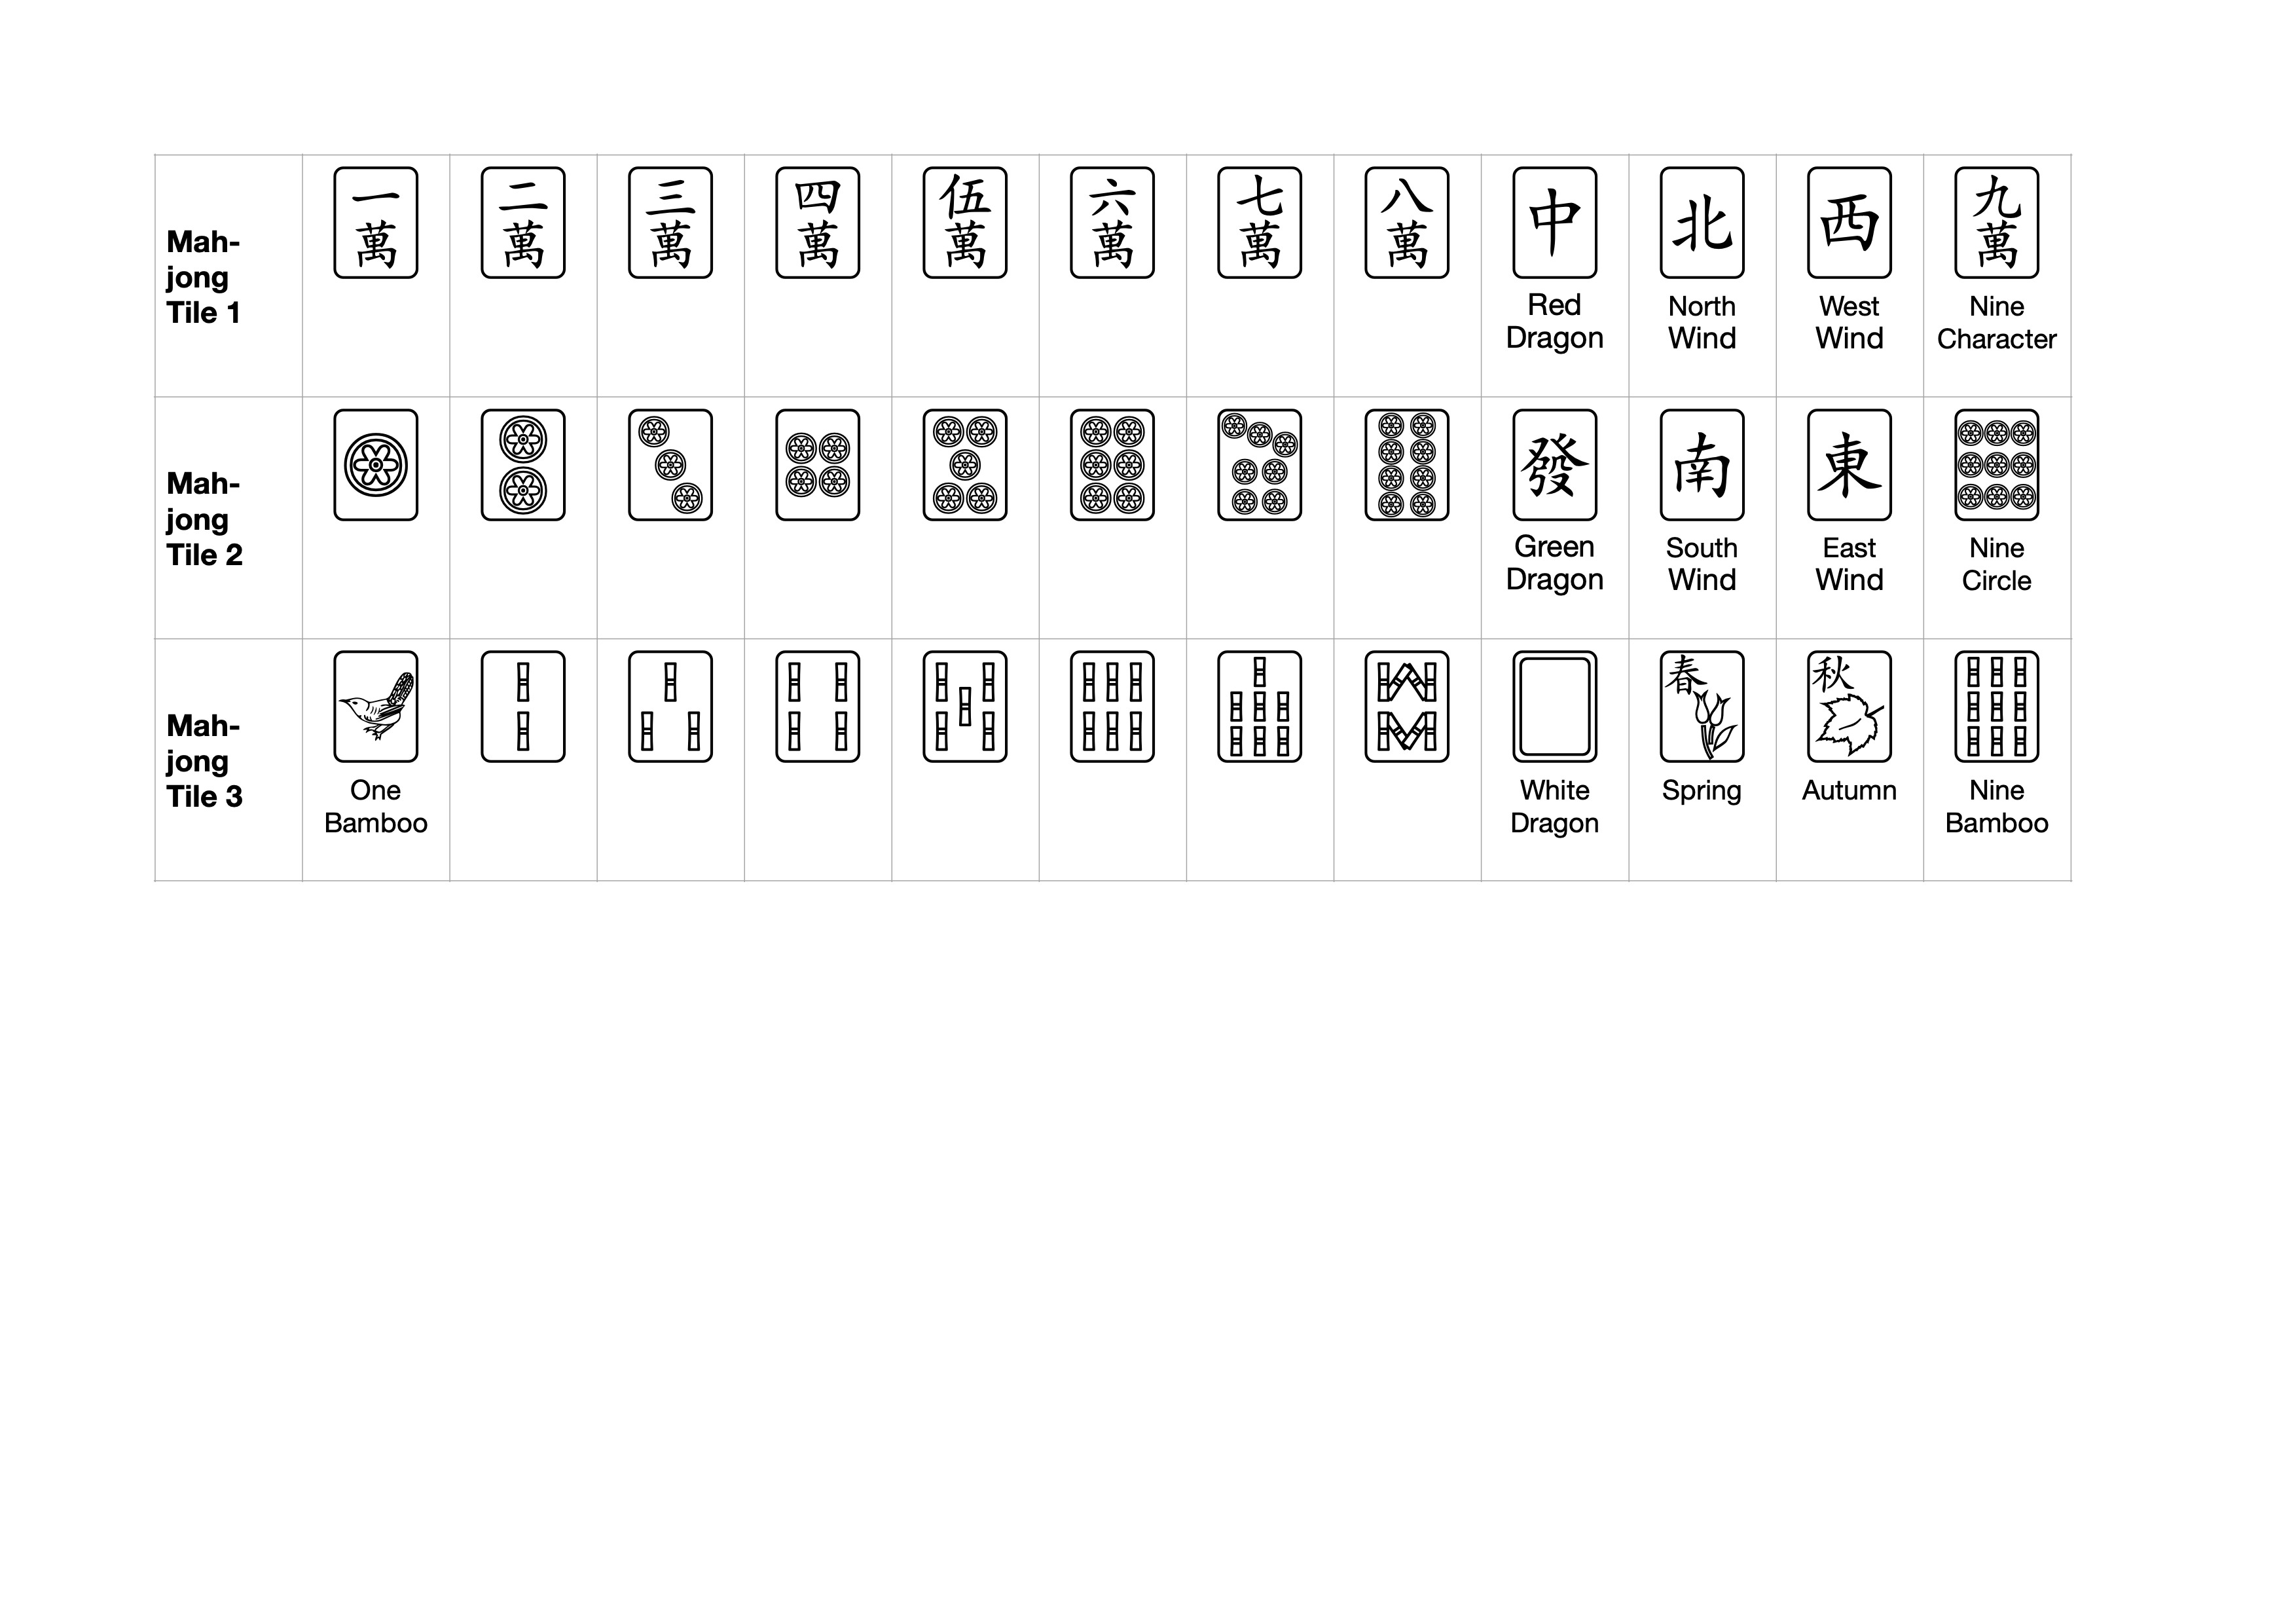 Mah-
jong
Tile 1
一
萬
二
萬
三
萬
四
萬
伍
萬
六
萬
七
萬
八
萬
中
Red
Dragon
北
North
Wind
西
West
Wind
九
萬
Nine
Character
Mah-
jong
Tile 2
發
Green
Dragon
南
South
Wind
東
East
Wind
Nine
Circle
Mah-
jong
Tile 3
One
Bamboo
White
Dragon
春
Spring
秋
Autumn
Nine
Bamboo